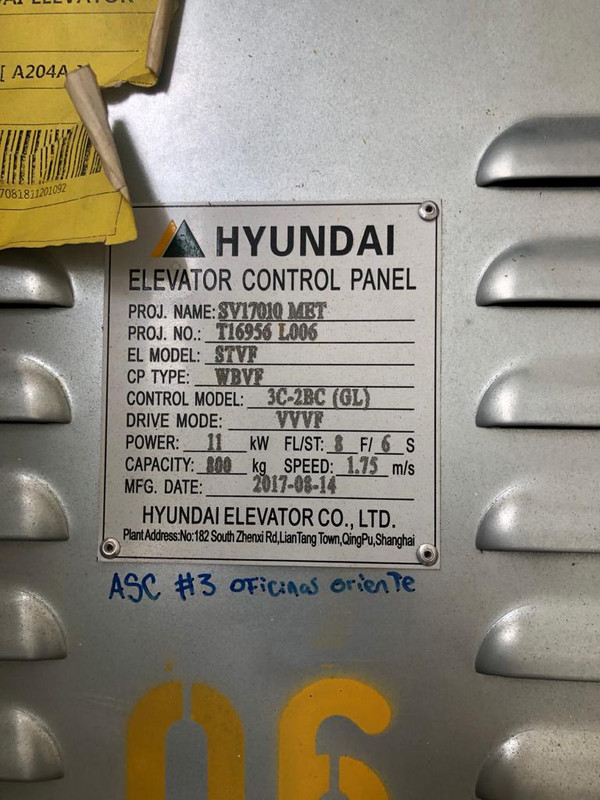 [ A204A
7081811201092
HYUNDAI
ELEVATOR CONTROL PANEL
PROJ. NAME: SV1701Q MET
PROJ. NO.: T16956 L006
EL MODEL: STVF
CP TYPE: WBVF
CONTROL MODEL: 3C-2BC (GL)
DRIVE MODE: VVVF
POWER: 11 kW FL/ST: 8 F/ 6 S
CAPACITY: 800 kg SPEED: 1.75 m/s
MFG. DATE: 2017-08-14
HYUNDAI ELEVATOR CO., LTD.
Plant Address:No:182 South Zhenxi Rd,LianTang Town,QingPu,Shanghai
ASC #3 oficinas oriente
06